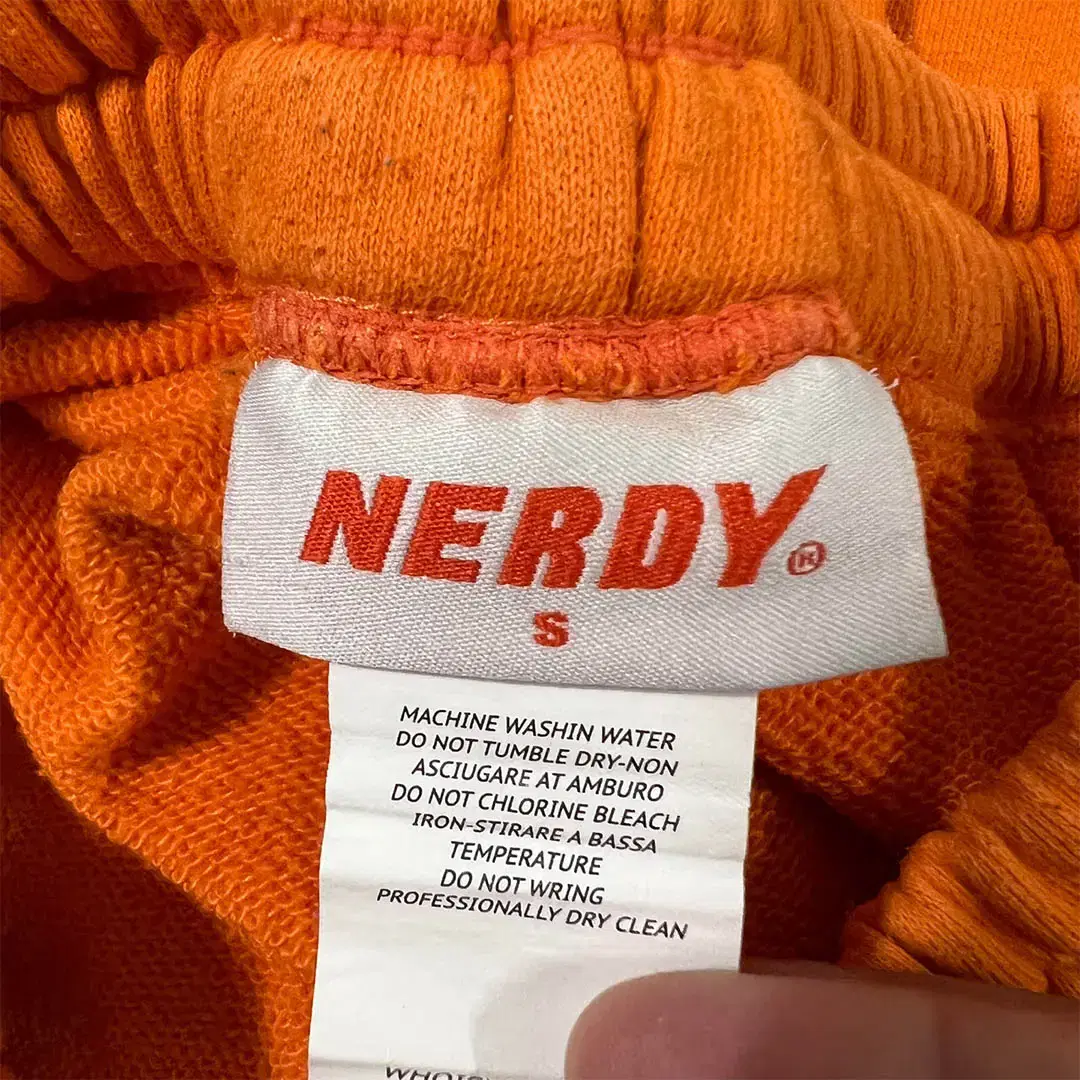 NERDY®
S
MACHINE WASHIN WATER
DO NOT TUMBLE DRY-NON
ASCIUGARE AT AMBURO
DO NOT CHLORINE BLEACH
IRON-STIRARE A BASSA
TEMPERATURE
DO NOT WRING
PROFESSIONALLY DRY CLEAN